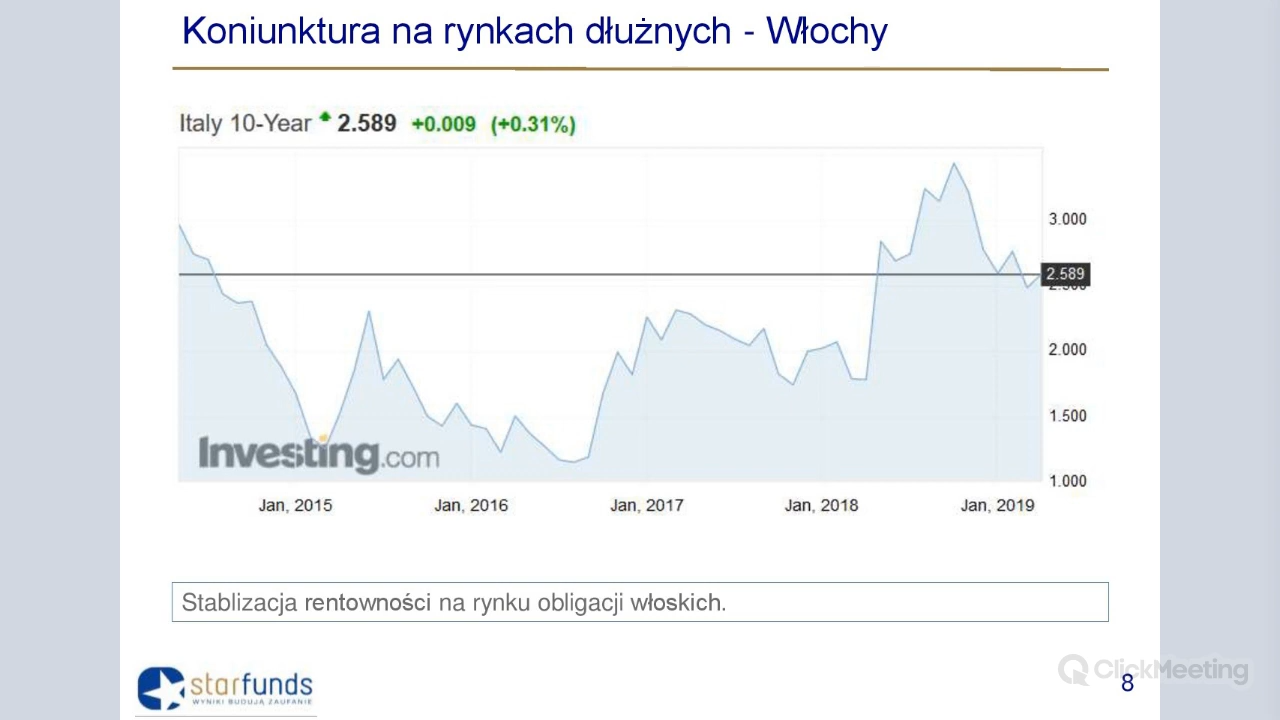 Koniunktura na rynkach dłużnych - Włochy
Italy 10-Year 2.589 +0.009 (+0.31%)
3.000
2.589
2.500
2.000
1.500
Investing.com
1.000
Jan, 2015 Jan, 2016 Jan, 2017 Jan, 2018 Jan, 2019
Stablizacja rentowności na rynku obligacji włoskich.
starfunds
WYNIKI BUDUJĄ ZAUFANIE
ClickMeeting
8